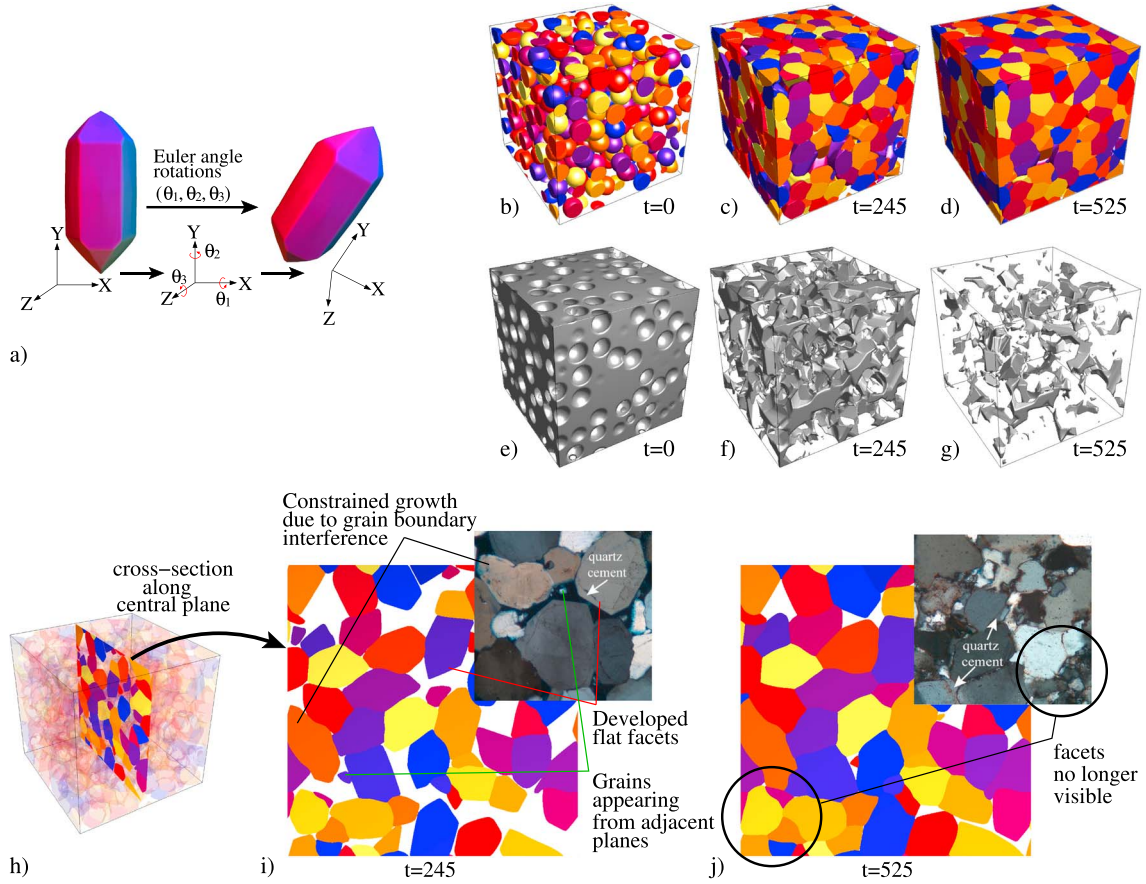 Euler angle
rotations
(θ₁, θ₂, θ₃)
Y
X
Z
Y
θ₂
θ₃
X
Z
θ₁
Y
X
Z
a)
b)
t=0
c)
t=245
d)
t=525
e)
t=0
f)
t=245
g)
t=525
Constrained growth
due to grain boundary
interference
cross−section
along
central plane
h)
quartz
cement
Developed
flat facets
Grains
appearing
from adjacent
planes
i)
t=245
quartz
cement
facets
no longer
visible
j)
t=525